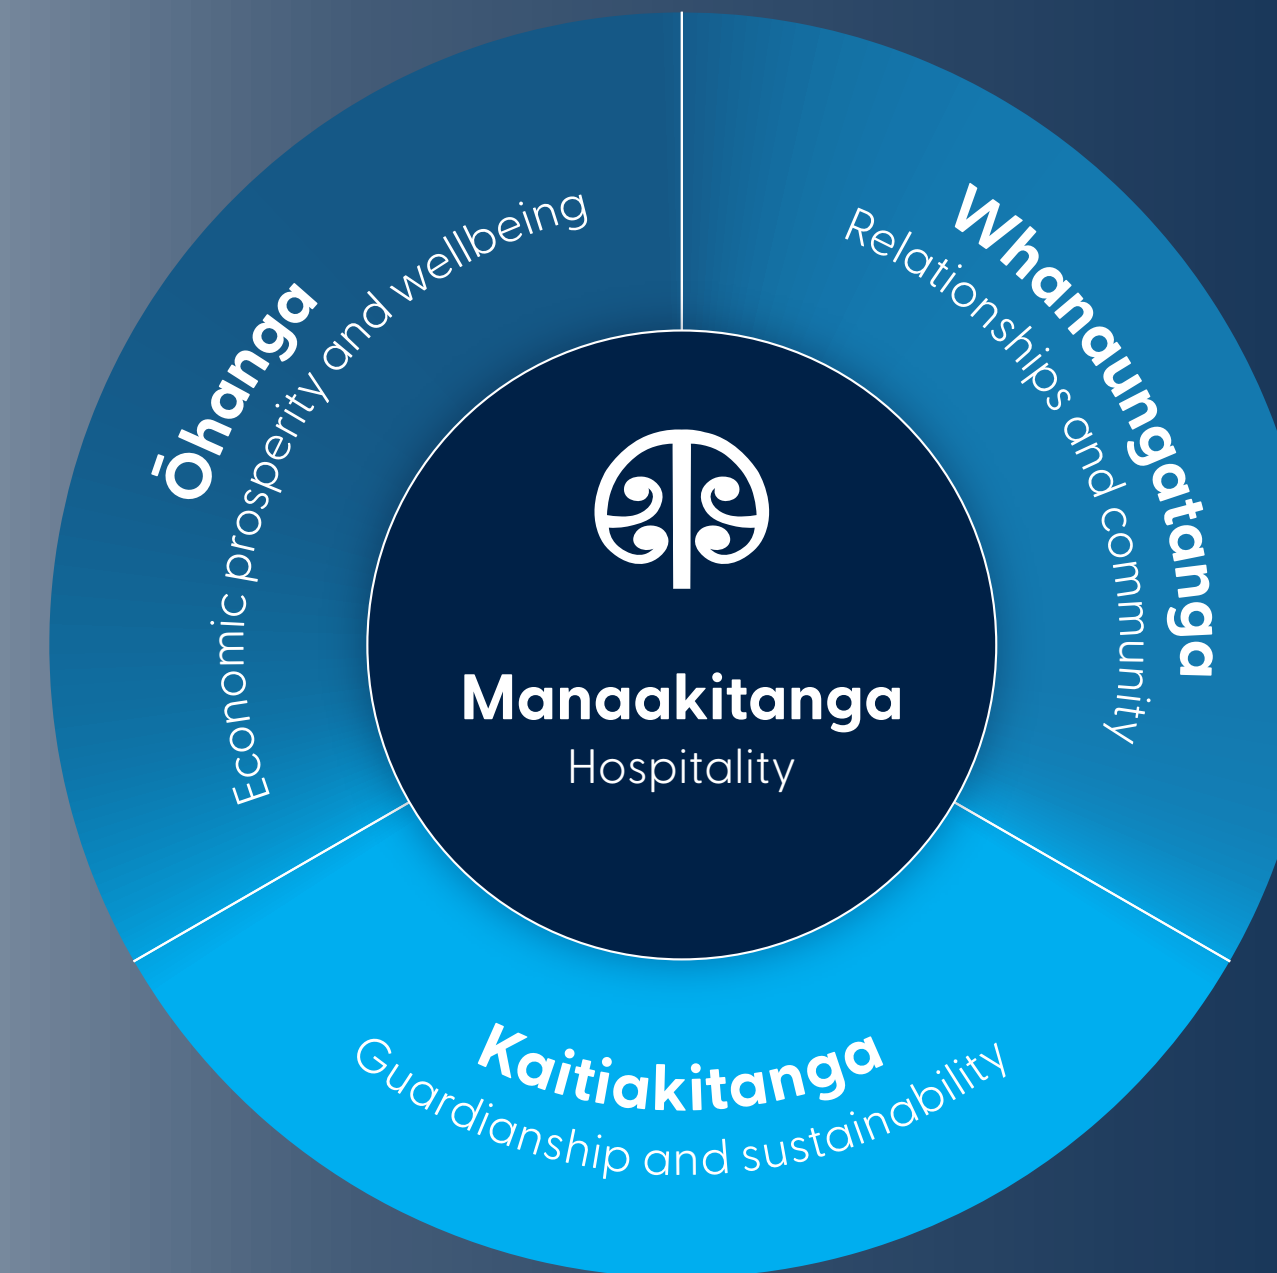 Ōhanga
Economic prosperity and wellbeing
Whanaungatanga
Relationships and community
Manaakitanga
Hospitality
Kaitiakitanga
Guardianship and sustainability